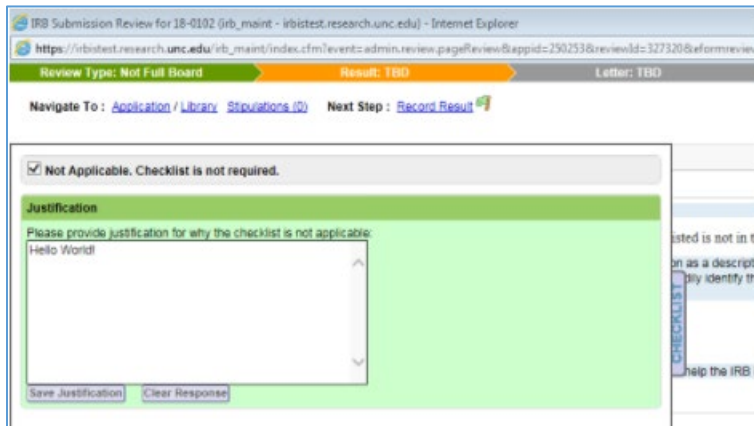 IRB Submission Review for 18-0102 (irb_maint - irbistest.research.unc.edu) - Internet Explorer
https://irbistest.research.unc.edu/irb_maint/index.cfm?event=admin.review.pageReview&appid=250253&reviewId=327320&eformreview
Review Type: Not Full Board Result: TBD Letter: TBD
Navigate To : Application / Library Stipulations (0) Next Step : Record Result
Not Applicable. Checklist is not required.
Justification
Please provide justification for why the checklist is not applicable:
Hello World!
Save Justification Clear Response
isted is not in t
on as a descript
dily identify th
CHECKLIST
help the IRB